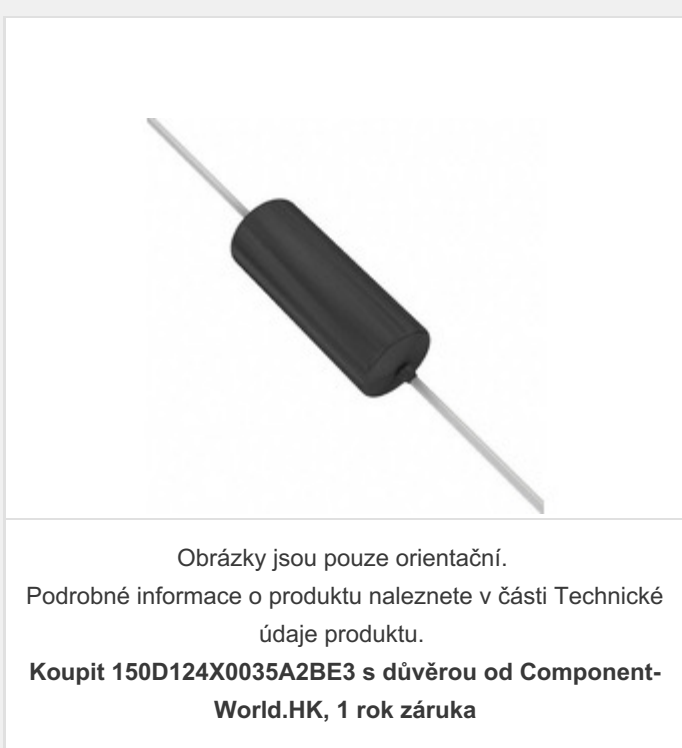 Obrázky jsou pouze orientační.
Podrobné informace o produktu naleznete v části Technické
údaje produktu.
Koupit 150D124X0035A2BE3 s důvěrou od Component-
World.HK, 1 rok záruka